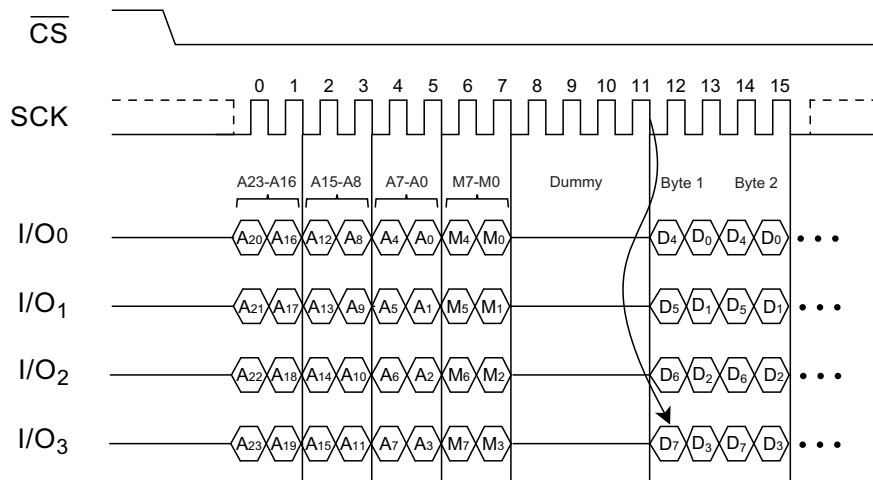 CS
0 1 2 3 4 5 6 7 8 9 10 11 12 13 14 15
SCK
A23-A16 A15-A8 A7-A0 M7-M0 Dummy Byte 1 Byte 2
I/O0 A20 A16 A12 A8 A4 A0 M4 M0 D4 D0 D4 D0 • • •
I/O1 A21 A17 A13 A9 A5 A1 M5 M1 D5 D1 D5 D1 • • •
I/O2 A22 A18 A14 A10 A6 A2 M6 M2 D6 D2 D6 D2 • • •
I/O3 A23 A19 A15 A11 A7 A3 M7 M3 D7 D3 D7 D3 • • •